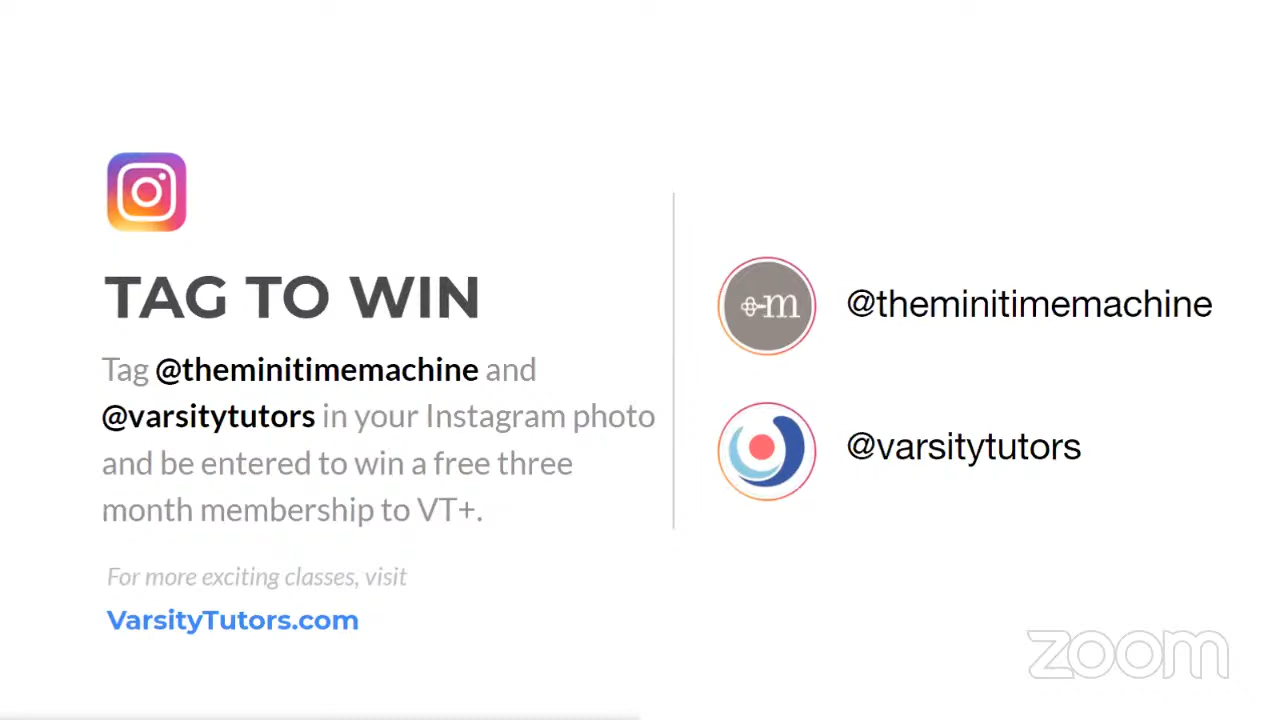 TAG TO WIN
Tag @theminitimemachine and
@varsitytutors in your Instagram photo
and be entered to win a free three
month membership to VT+.
For more exciting classes, visit
VarsityTutors.com
m
@theminitimemachine
@varsitytutors
zoom